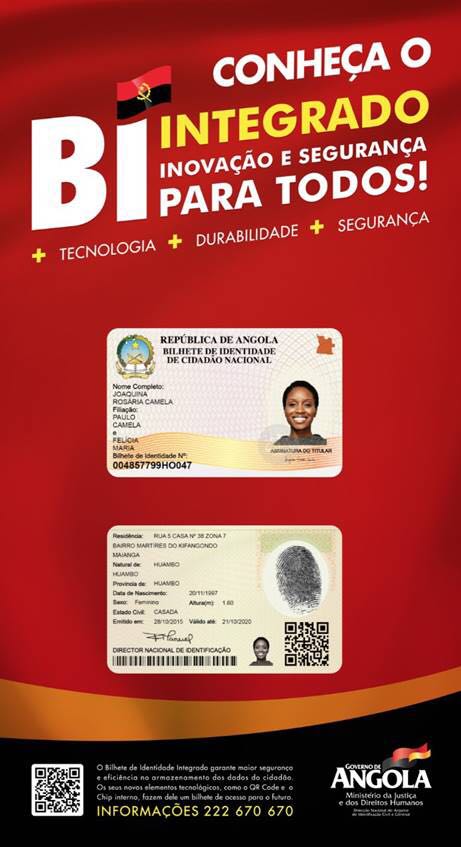 CONHEÇA O
BI INTEGRADO
INOVAÇÃO E SEGURANÇA
PARA TODOS!
+ TECNOLOGIA + DURABILIDADE + SEGURANÇA
REPÚBLICA DE ANGOLA
BILHETE DE IDENTIDADE
DE CIDADÃO NACIONAL
Nome Completo:
JOAQUINA
ROSÁRIA CAMELA
Filiação:
PAULO
CAMELA
e
FELÍCIA
MARIA
Bilhete de Identidade Nº:
004857799HO047
ASSINATURA DO TITULAR
Residência: RUA 5 CASA Nº 38 ZONA 7
BAIRRO MARTIRES DO KIFANGONDO
MAIANGA
Natural de: HUAMBO
HUAMBO
Província de: HUAMBO
Data de Nascimento: 20/11/1997
Sexo: Feminino Altura(m): 1.60
Estado Civil: CASADA
Emitido em: 28/10/2015 Válido até: 21/10/2020
DIRECTOR NACIONAL DE IDENTIFICAÇÃO
O Bilhete de Identidade Integrado garante maior segurança
e eficiência no armazenamento dos dados do cidadão.
Os seus novos elementos tecnológicos, como o QR Code e o
Chip interno, fazem dele um bilhete de acesso para o futuro.
INFORMAÇÕES 222 670 670
GOVERNO DE
ANGOLA
Ministério da Justiça
e dos Direitos Humanos
Direcção Nacional do Arquivo
de Identificação Civil e Criminal